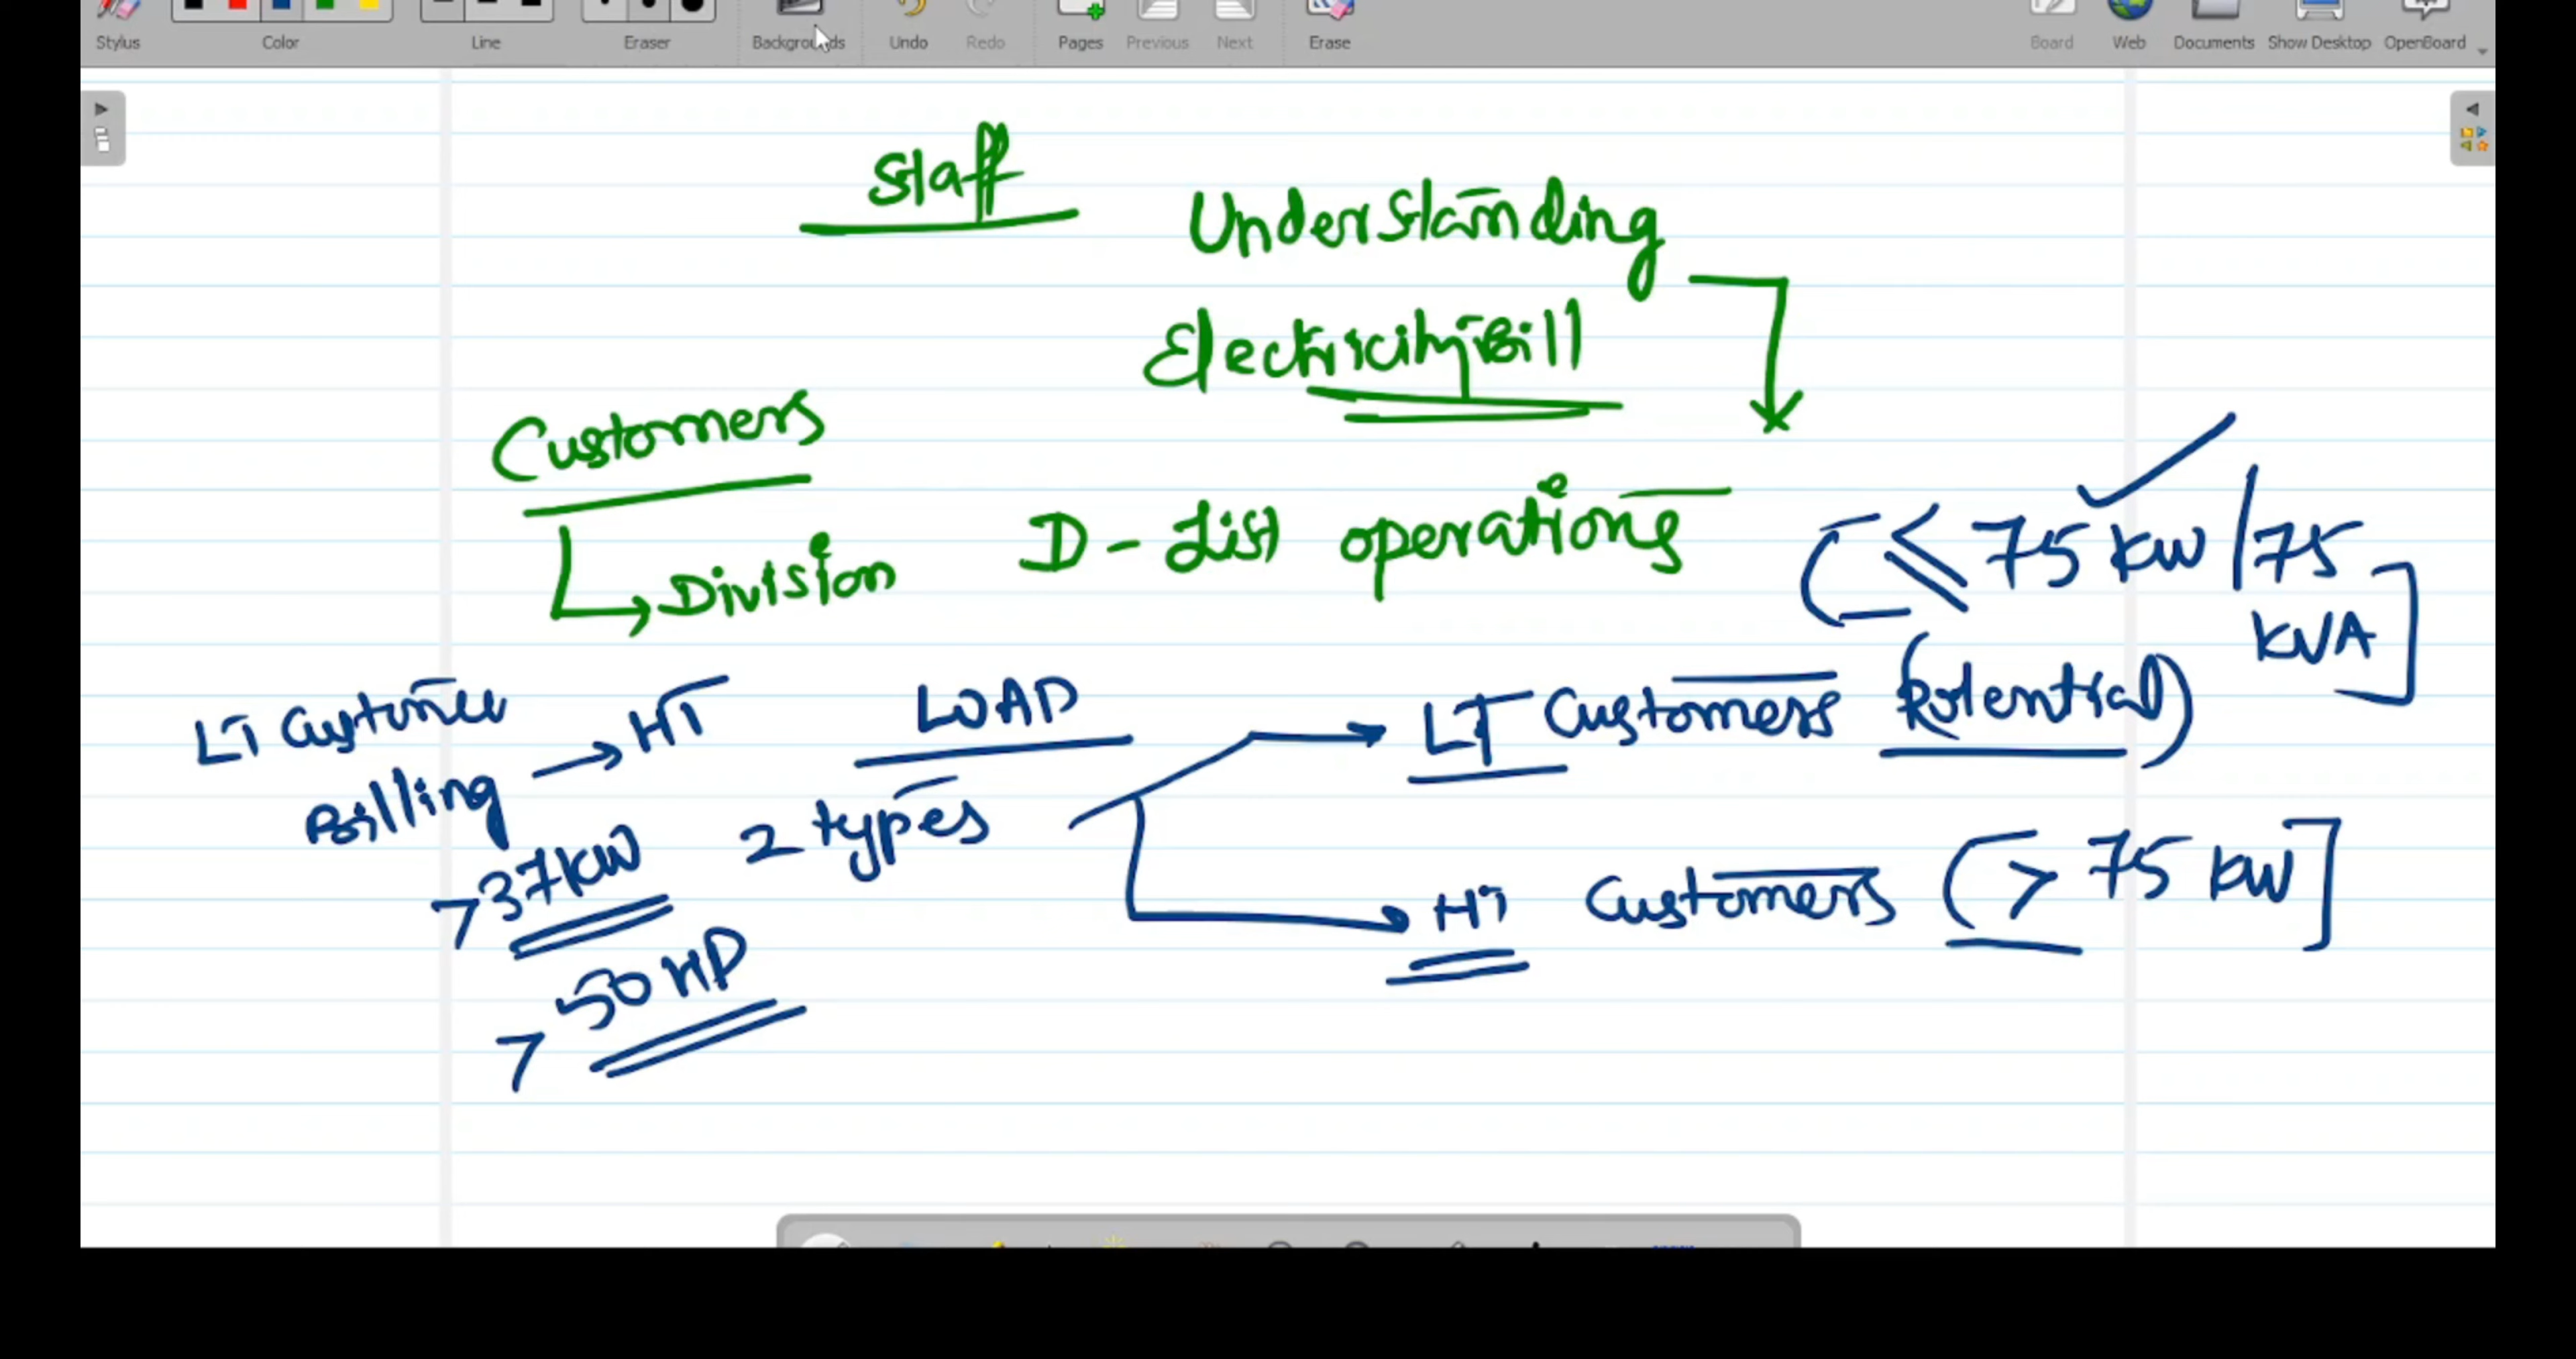 Stylus Color Line Eraser Backgrounds Undo Redo Pages Previous Next Erase Board Web Documents Show Desktop OpenBoard
Staff
Understanding
Electricity Bill
Customers
Division
D - List operations
≤ 75 KW / 75
KVA
LT Customer
Billing → HT
> 37KW
> 50 HP
LOAD
2 types
LT Customers (Potential)
HT Customers (> 75 KW]